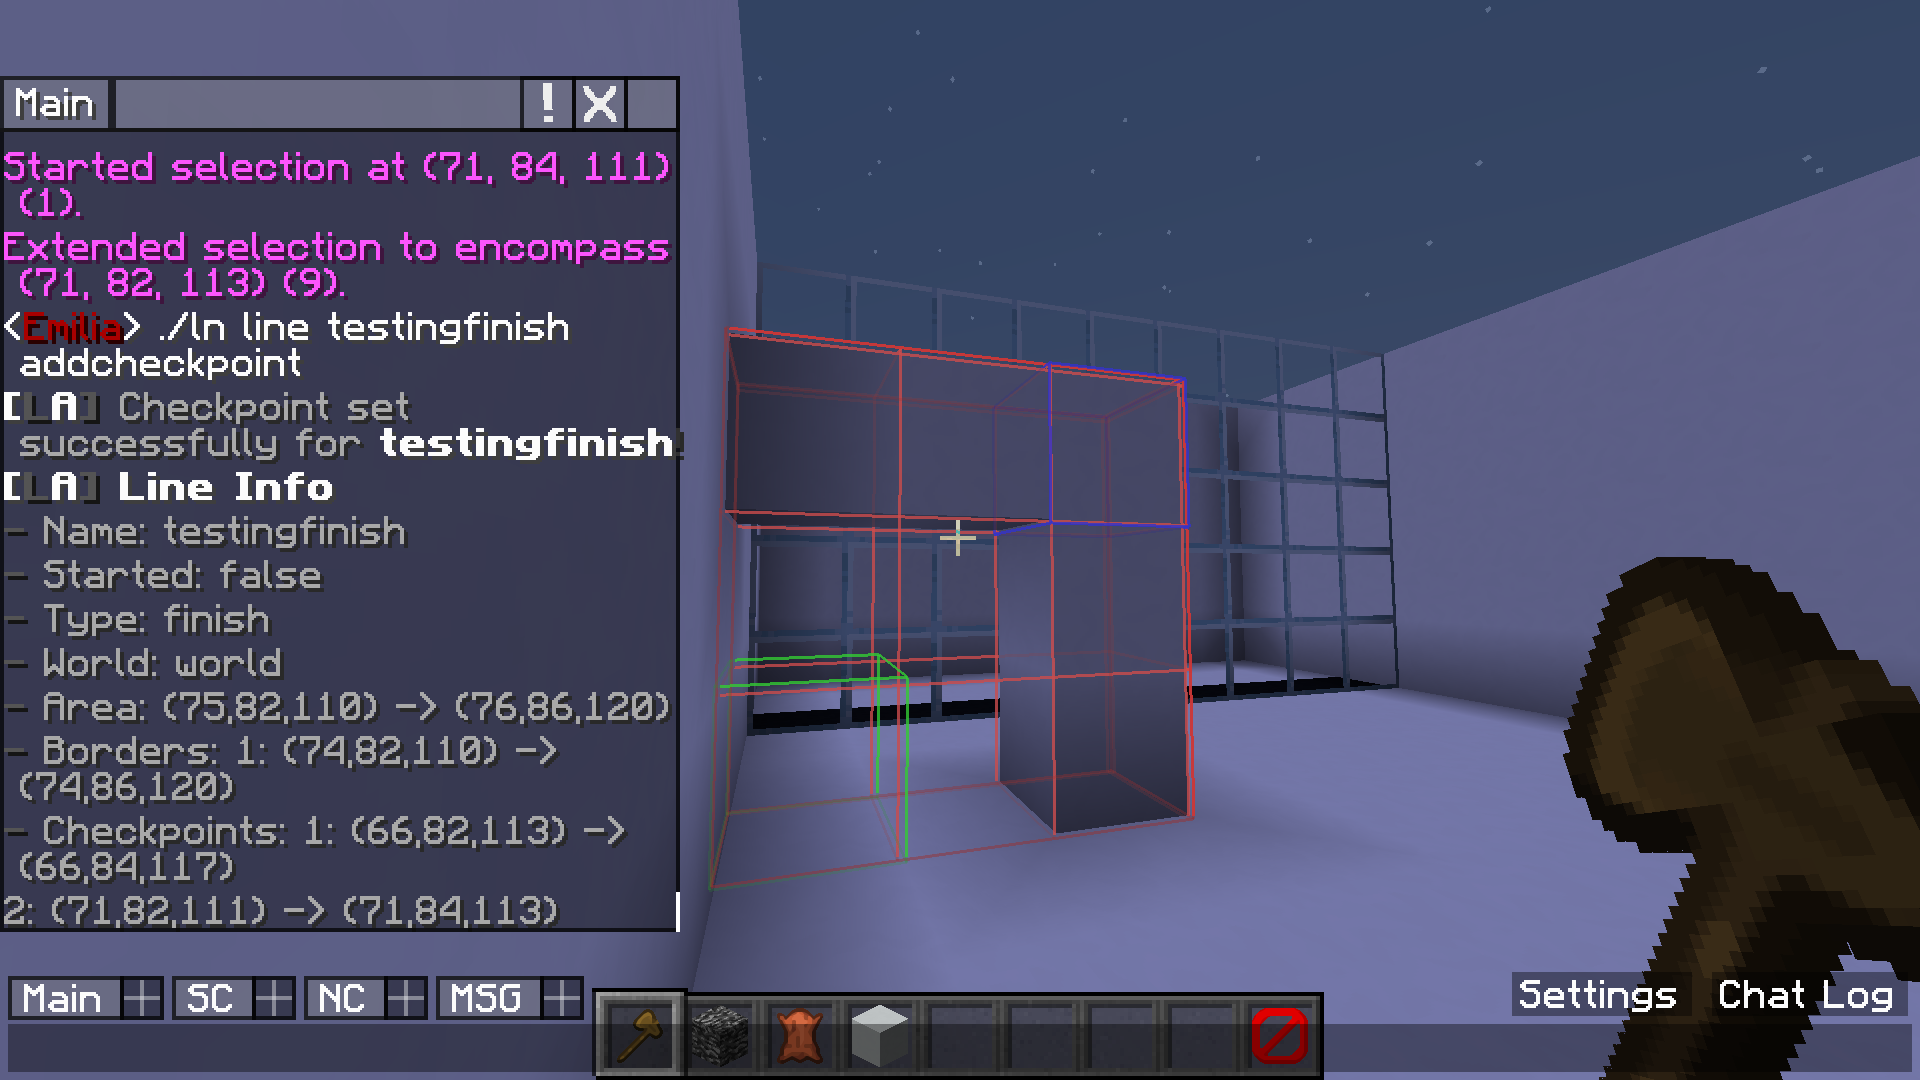 Main
!
X
Started selection at (71, 84, 111)
(1).
Extended selection to encompass
(71, 82, 113) (9).
<Emilia> ./ln line testingfinish
addcheckpoint
[LA] Checkpoint set
successfully for testingfinish!
[LA] Line Info
- Name: testingfinish
- Started: false
- Type: finish
- World: world
- Area: (75,82,110) -> (76,86,120)
- Borders: 1: (74,82,110) ->
(74,86,120)
- Checkpoints: 1: (66,82,113) ->
(66,84,117)
2: (71,82,111) -> (71,84,113)
Main + SC + NC + MSG +
Settings Chat Log